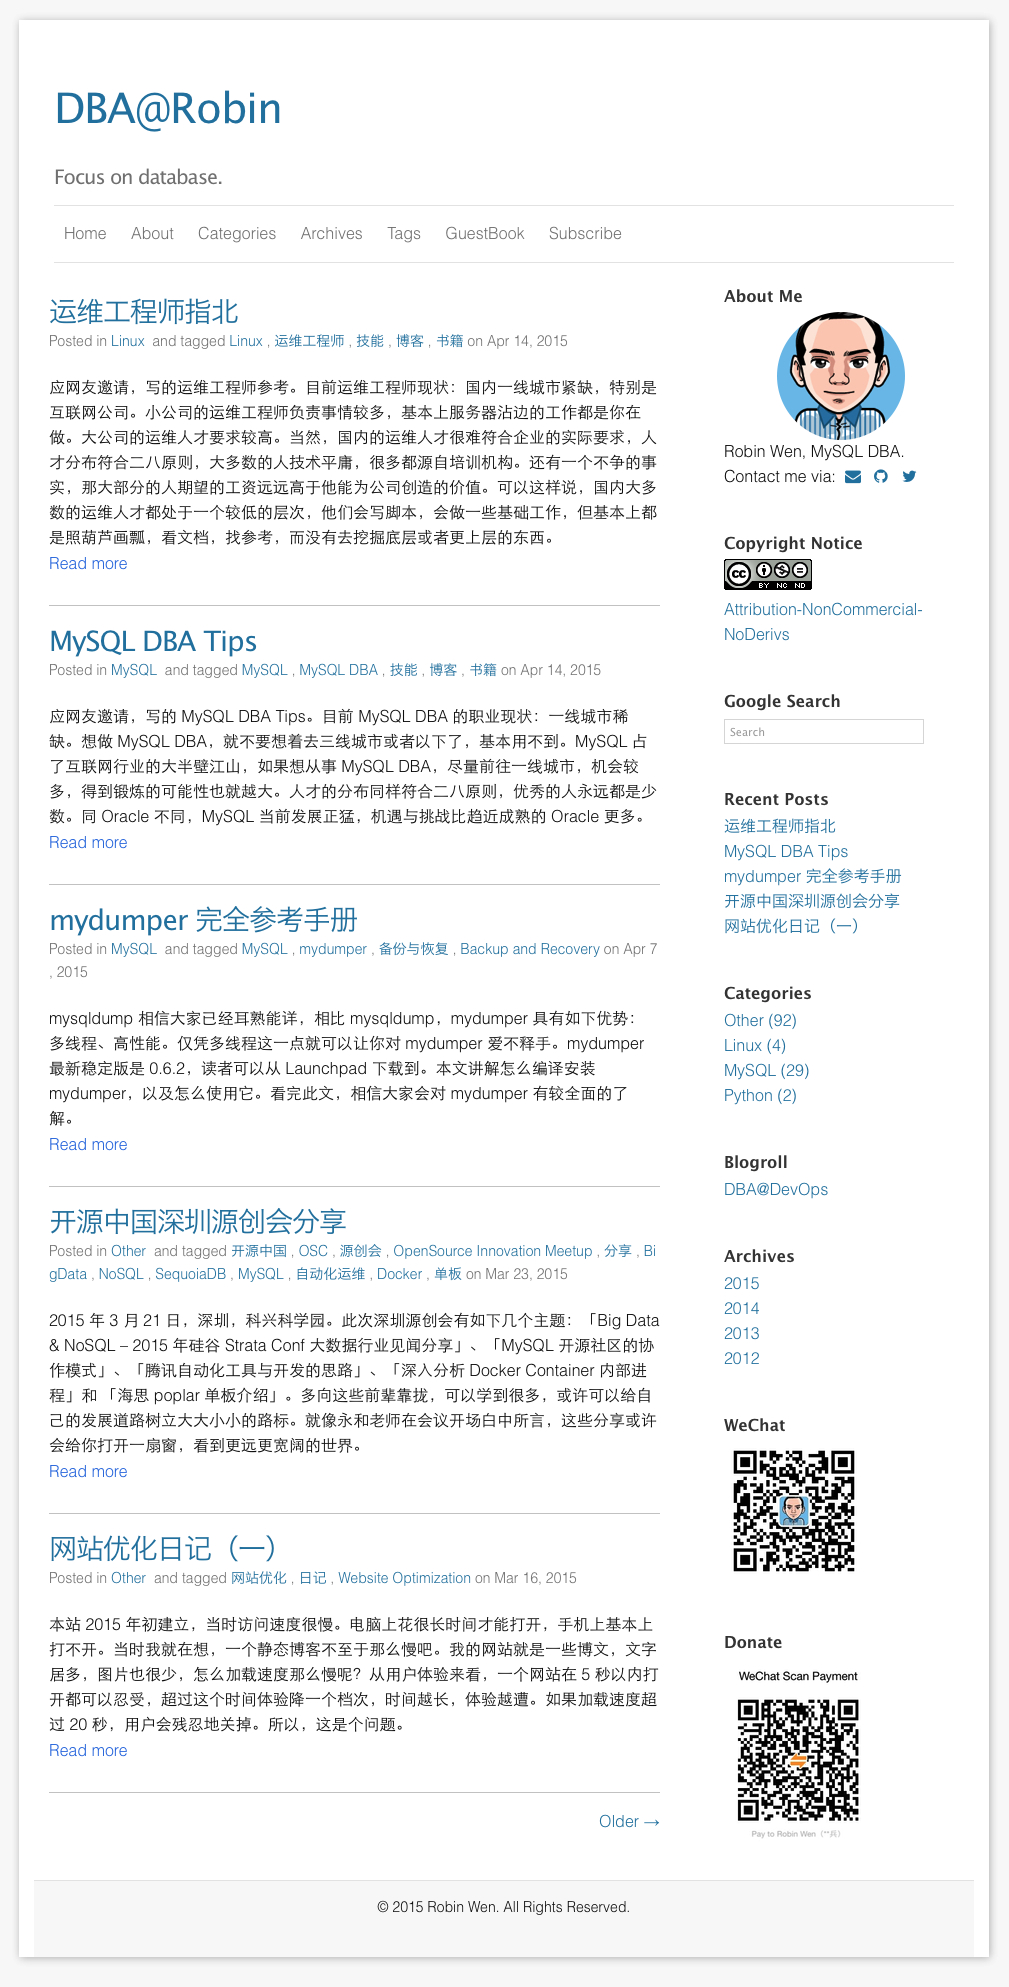 DBA@Robin
Focus on database.
Home About Categories Archives Tags GuestBook Subscribe
运维工程师指北
Posted in Linux and tagged Linux , 运维工程师 , 技能 , 博客 , 书籍 on Apr 14, 2015
应网友邀请，写的运维工程师参考。目前运维工程师现状：国内一线城市紧缺，特别是
互联网公司。小公司的运维工程师负责事情较多，基本上服务器沾边的工作都是你在
做。大公司的运维人才要求较高。当然，国内的运维人才很难符合企业的实际要求，人
才分布符合二八原则，大多数的人技术平庸，很多都源自培训机构。还有一个不争的事
实，那大部分的人期望的工资远远高于他能为公司创造的价值。可以这样说，国内大多
数的运维人才都处于一个较低的层次，他们会写脚本，会做一些基础工作，但基本上都
是照葫芦画瓢，看文档，找参考，而没有去挖掘底层或者更上层的东西。
Read more
MySQL DBA Tips
Posted in MySQL and tagged MySQL , MySQL DBA , 技能 , 博客 , 书籍 on Apr 14, 2015
应网友邀请，写的 MySQL DBA Tips。目前 MySQL DBA 的职业现状：一线城市稀
缺。想做 MySQL DBA，就不要想着去三线城市或者以下了，基本用不到。MySQL 占
了互联网行业的大半壁江山，如果想从事 MySQL DBA，尽量前往一线城市，机会较
多，得到锻炼的可能性也就越大。人才的分布同样符合二八原则，优秀的人永远都是少
数。同 Oracle 不同，MySQL 当前发展正猛，机遇与挑战比趋近成熟的 Oracle 更多。
Read more
mydumper 完全参考手册
Posted in MySQL and tagged MySQL , mydumper , 备份与恢复 , Backup and Recovery on Apr 7
, 2015
mysqldump 相信大家已经耳熟能详，相比 mysqldump，mydumper 具有如下优势：
多线程、高性能。仅凭多线程这一点就可以让你对 mydumper 爱不释手。mydumper
最新稳定版是 0.6.2，读者可以从 Launchpad 下载到。本文讲解怎么编译安装
mydumper，以及怎么使用它。看完此文，相信大家会对 mydumper 有较全面的了
解。
Read more
开源中国深圳源创会分享
Posted in Other and tagged 开源中国 , OSC , 源创会 , OpenSource Innovation Meetup , 分享 , Bi
gData , NoSQL , SequoiaDB , MySQL , 自动化运维 , Docker , 单板 on Mar 23, 2015
2015 年 3 月 21 日，深圳，科兴科学园。此次深圳源创会有如下几个主题：「Big Data
& NoSQL – 2015 年硅谷 Strata Conf 大数据行业见闻分享」、「MySQL 开源社区的协
作模式」、「腾讯自动化工具与开发的思路」、「深入分析 Docker Container 内部进
程」和 「海思 poplar 单板介绍」。多向这些前辈靠拢，可以学到很多，或许可以给自
己的发展道路树立大大小小的路标。就像永和老师在会议开场白中所言，这些分享或许
会给你打开一扇窗，看到更远更宽阔的世界。
Read more
网站优化日记（一）
Posted in Other and tagged 网站优化 , 日记 , Website Optimization on Mar 16, 2015
本站 2015 年初建立，当时访问速度很慢。电脑上花很长时间才能打开，手机上基本上
打不开。当时我就在想，一个静态博客不至于那么慢吧。我的网站就是一些博文，文字
居多，图片也很少，怎么加载速度那么慢呢？从用户体验来看，一个网站在 5 秒以内打
开都可以忍受，超过这个时间体验降一个档次，时间越长，体验越遭。如果加载速度超
过 20 秒，用户会残忍地关掉。所以，这是个问题。
Read more
Older →
About Me
Robin Wen, MySQL DBA.
Contact me via:
Copyright Notice
CC BY NC ND
Attribution-NonCommercial-
NoDerivs
Google Search
Search
Recent Posts
运维工程师指北
MySQL DBA Tips
mydumper 完全参考手册
开源中国深圳源创会分享
网站优化日记（一）
Categories
Other (92)
Linux (4)
MySQL (29)
Python (2)
Blogroll
DBA@DevOps
Archives
2015
2014
2013
2012
WeChat
Donate
WeChat Scan Payment
Pay to Robin Wen（**兵）
© 2015 Robin Wen. All Rights Reserved.